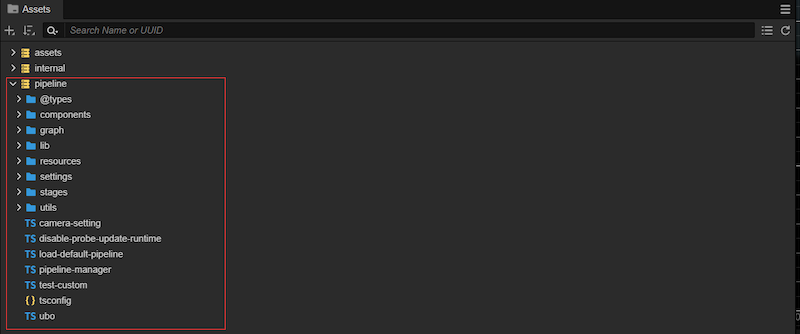 Assets
Search Name or UUID
assets
internal
pipeline
@types
components
graph
lib
resources
settings
stages
utils
TS camera-setting
TS disable-probe-update-runtime
TS load-default-pipeline
TS pipeline-manager
TS test-custom
{ } tsconfig
TS ubo